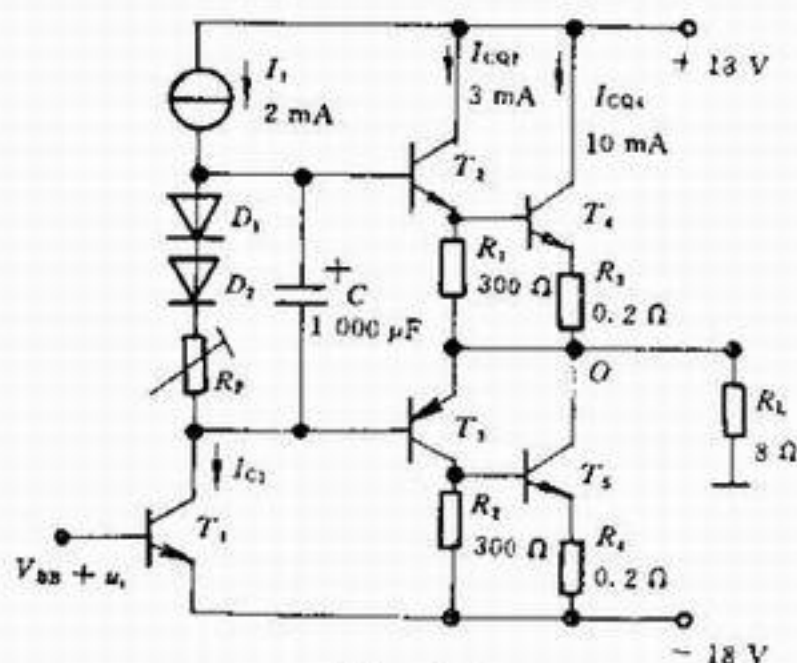 I₁
2 mA
I_CQ2
3 mA
I_CQ4
10 mA
+ 18 V
T₂
T₄
D₁
D₂
R₁
300 Ω
R₃
0.2 Ω
+
C
1 000 μF
R_P
O
R_L
8 Ω
T₃
T₅
I_C1
T₁
V_BB + u_i
R₂
300 Ω
R₄
0.2 Ω
− 18 V